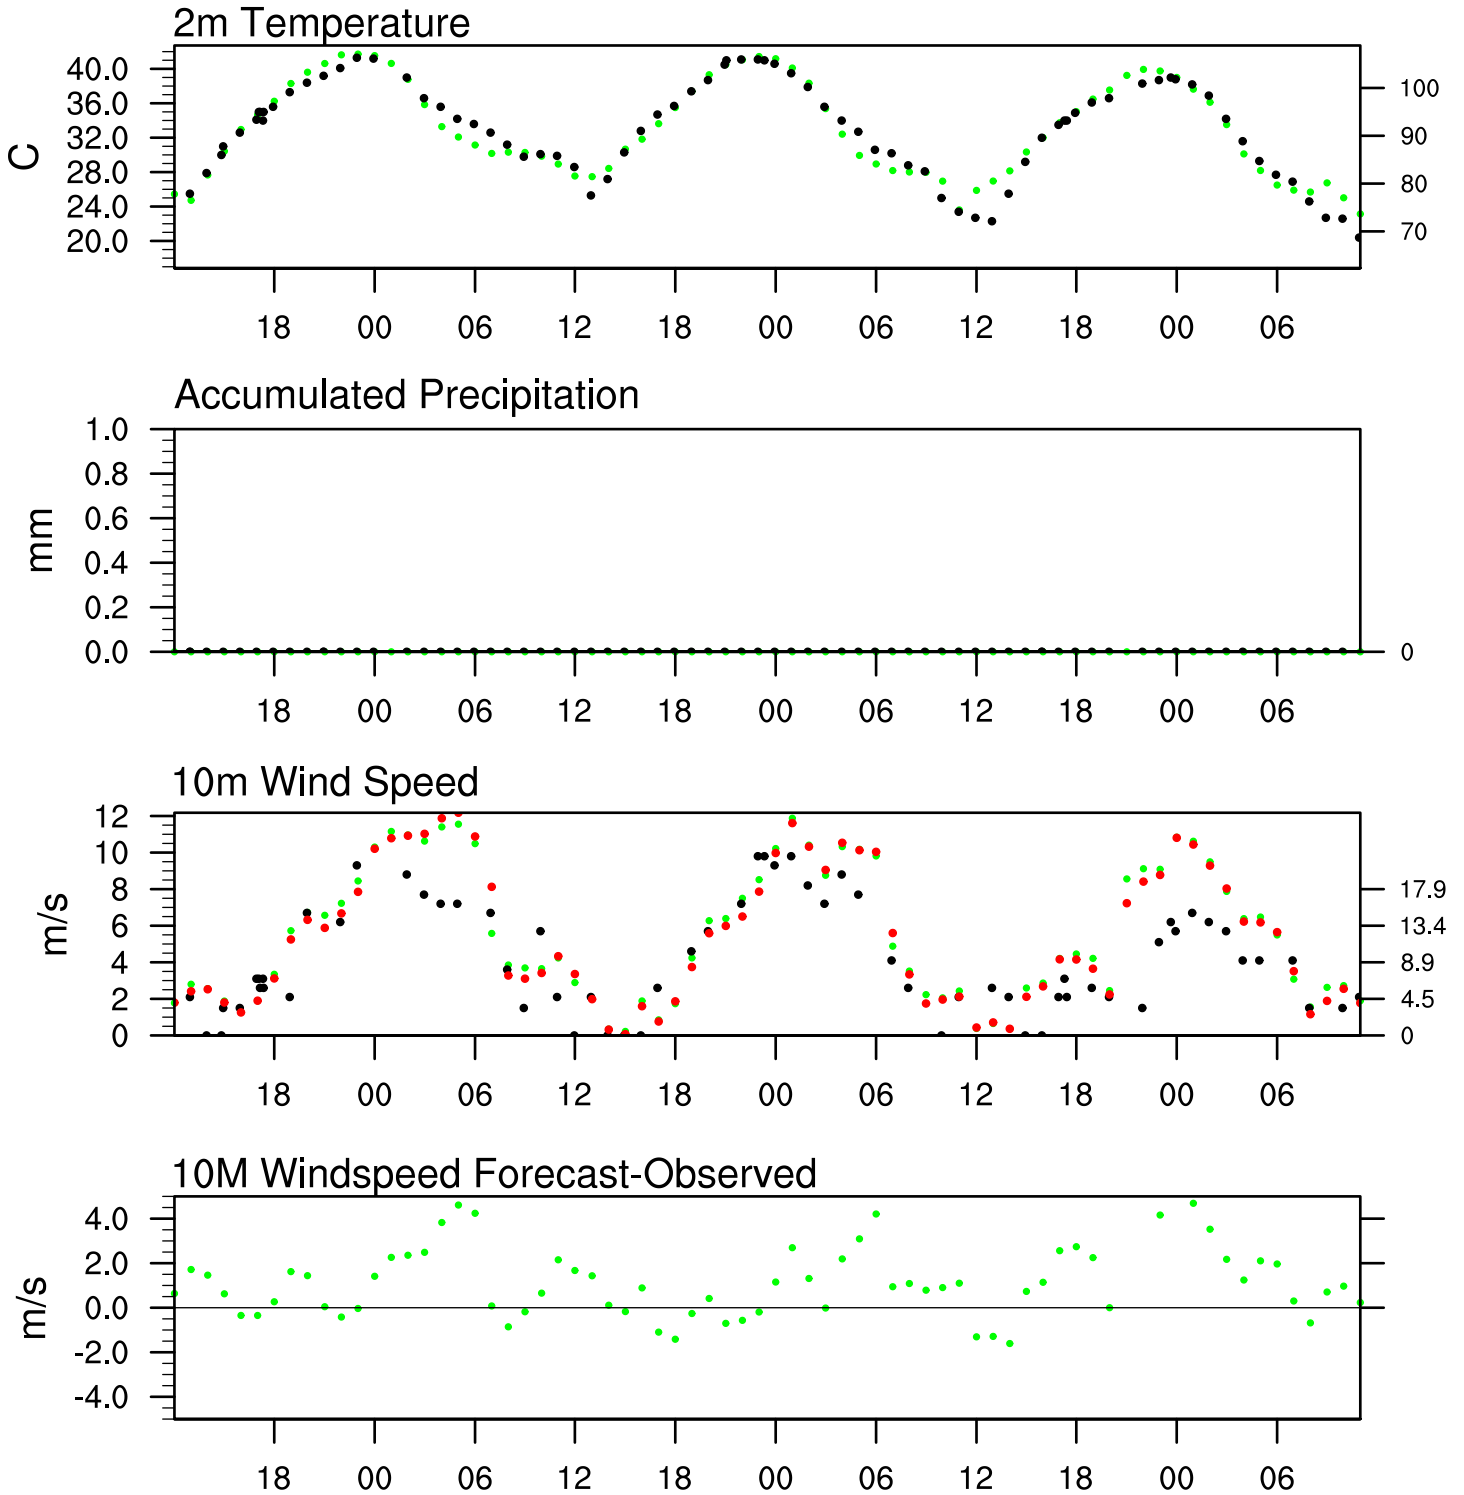 2m Temperature
40.0
36.0
32.0
28.0
24.0
20.0
C
100
90
80
70
18 00 06 12 18 00 06 12 18 00 06
Accumulated Precipitation
1.0
0.8
0.6
0.4
0.2
0.0
mm
0
18 00 06 12 18 00 06 12 18 00 06
10m Wind Speed
12
10
8
6
4
2
0
m/s
17.9
13.4
8.9
4.5
0
18 00 06 12 18 00 06 12 18 00 06
10M Windspeed Forecast-Observed
4.0
2.0
0.0
-2.0
-4.0
m/s
18 00 06 12 18 00 06 12 18 00 06